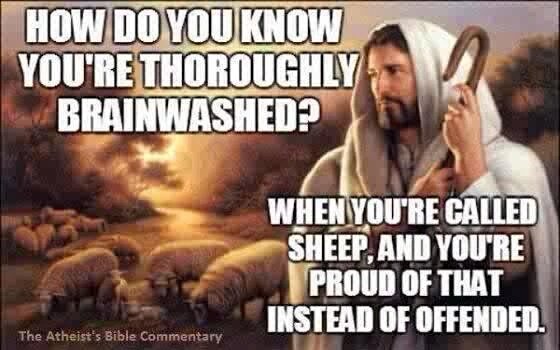 HOW DO YOU KNOW
YOU'RE THOROUGHLY
BRAINWASHED?
WHEN YOU'RE CALLED
SHEEP, AND YOU'RE
PROUD OF THAT
INSTEAD OF OFFENDED.
The Atheist's Bible Commentary